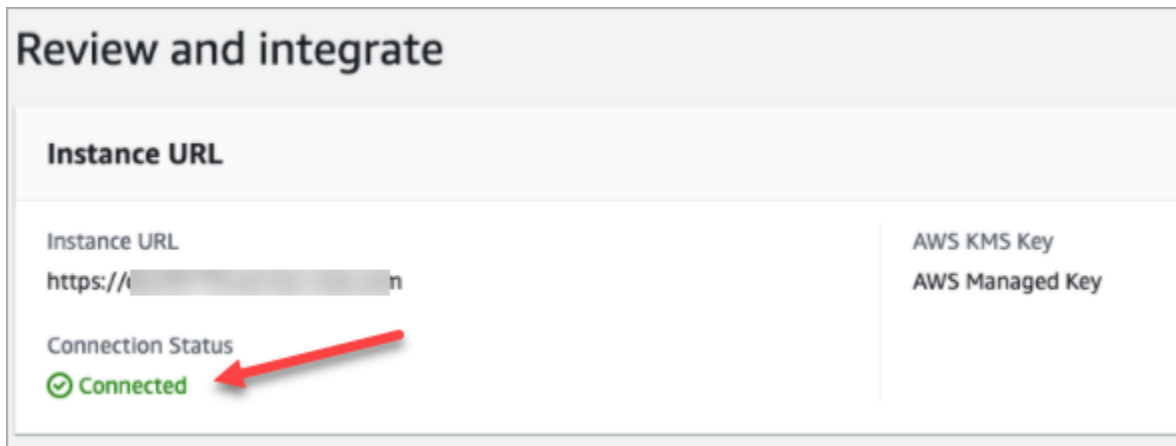 Review and integrate
Instance URL
Instance URL
https://
AWS KMS Key
AWS Managed Key
Connection Status
Connected